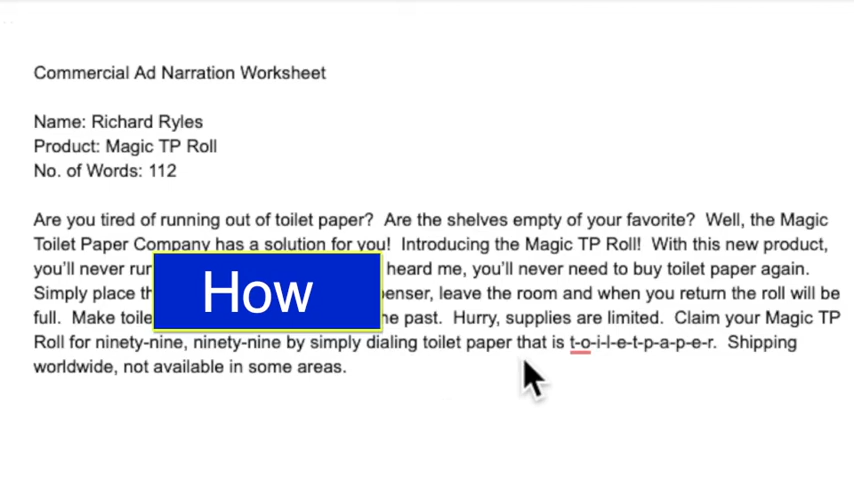 Commercial Ad Narration Worksheet
Name: Richard Ryles
Product: Magic TP Roll
No. of Words: 112
Are you tired of running out of toilet paper?  Are the shelves empty of your favorite?  Well, the Magic
Toilet Paper Company has a solution for you!  Introducing the Magic TP Roll!  With this new product,
you'll never heard me, you'll never need to buy toilet paper again.
Simply place leave the room and when you return the roll will be
full.  Make past.  Hurry, supplies are limited.  Claim your Magic TP
Roll for ninety-nine, ninety-nine by simply dialing toilet paper that is t-o-i-l-e-t-p-a-p-e-r.  Shipping
worldwide, not available in some areas.
How